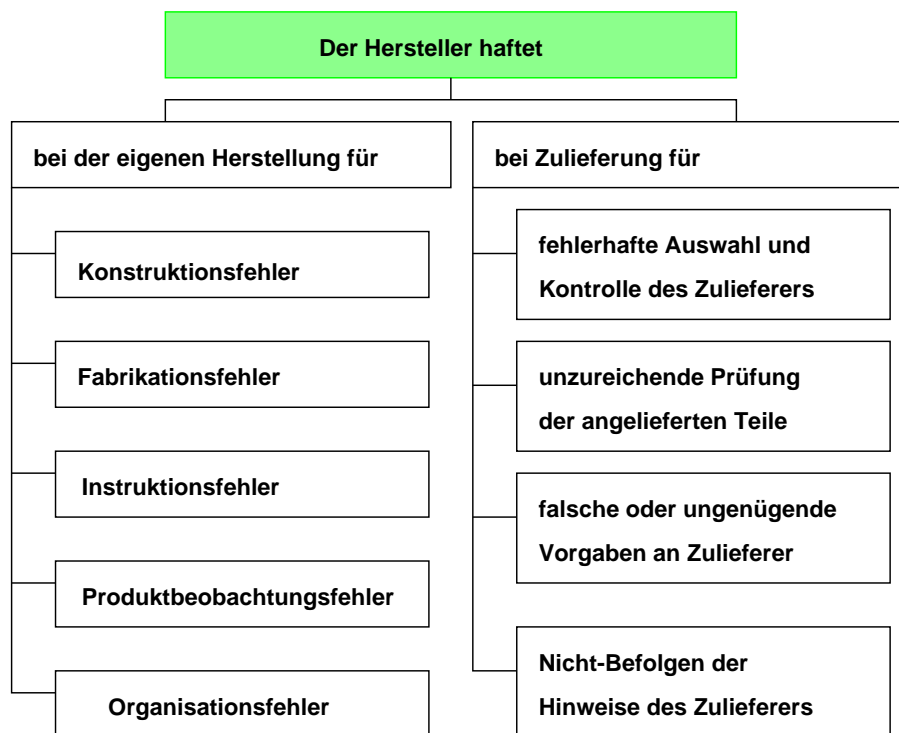 Der Hersteller haftet
bei der eigenen Herstellung für
Konstruktionsfehler
Fabrikationsfehler
Instruktionsfehler
Produktbeobachtungsfehler
Organisationsfehler
bei Zulieferung für
fehlerhafte Auswahl und
Kontrolle des Zulieferers
unzureichende Prüfung
der angelieferten Teile
falsche oder ungenügende
Vorgaben an Zulieferer
Nicht-Befolgen der
Hinweise des Zulieferers